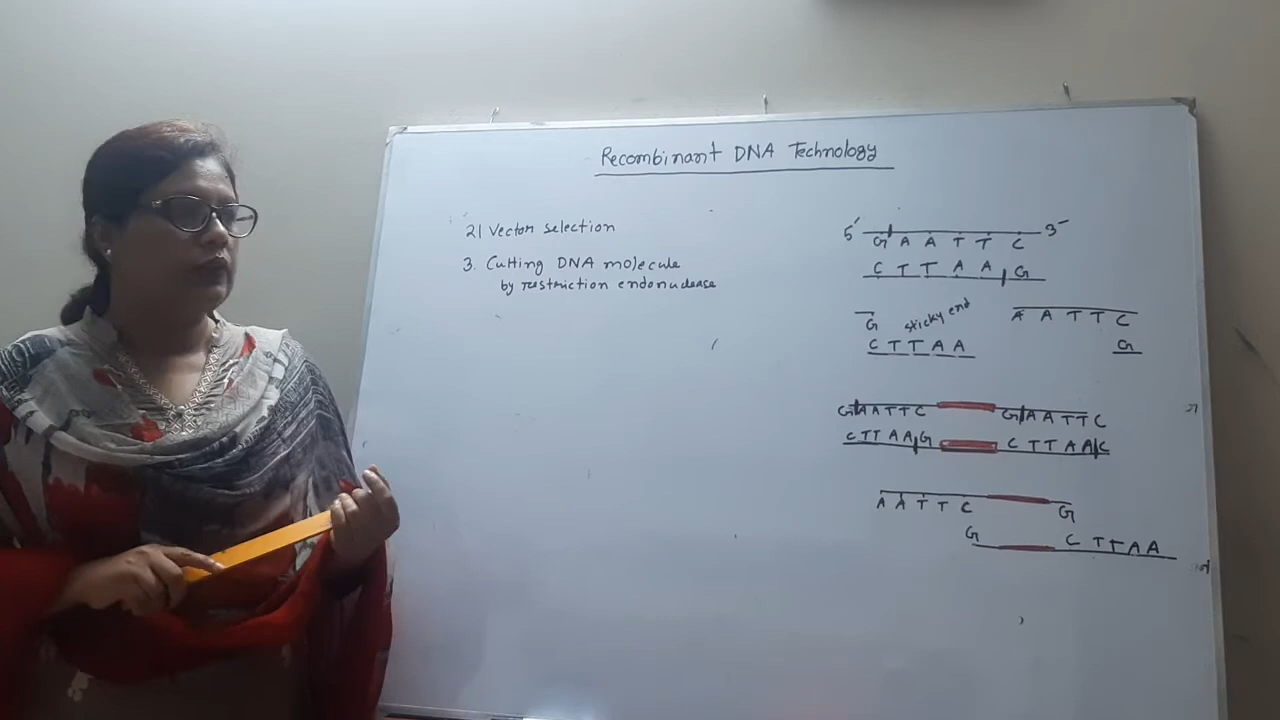 Recombinant DNA Technology
2| Vector selection
3. Cutting DNA molecule
by restriction endonuclease
5' 3'
G A A T T C
C T T A A G
G
sticky end
C T T A A
A A T T C
G
G A A T T C G A A T T C
C T T A A G C T T A A C
A A T T C G
G C T T A A